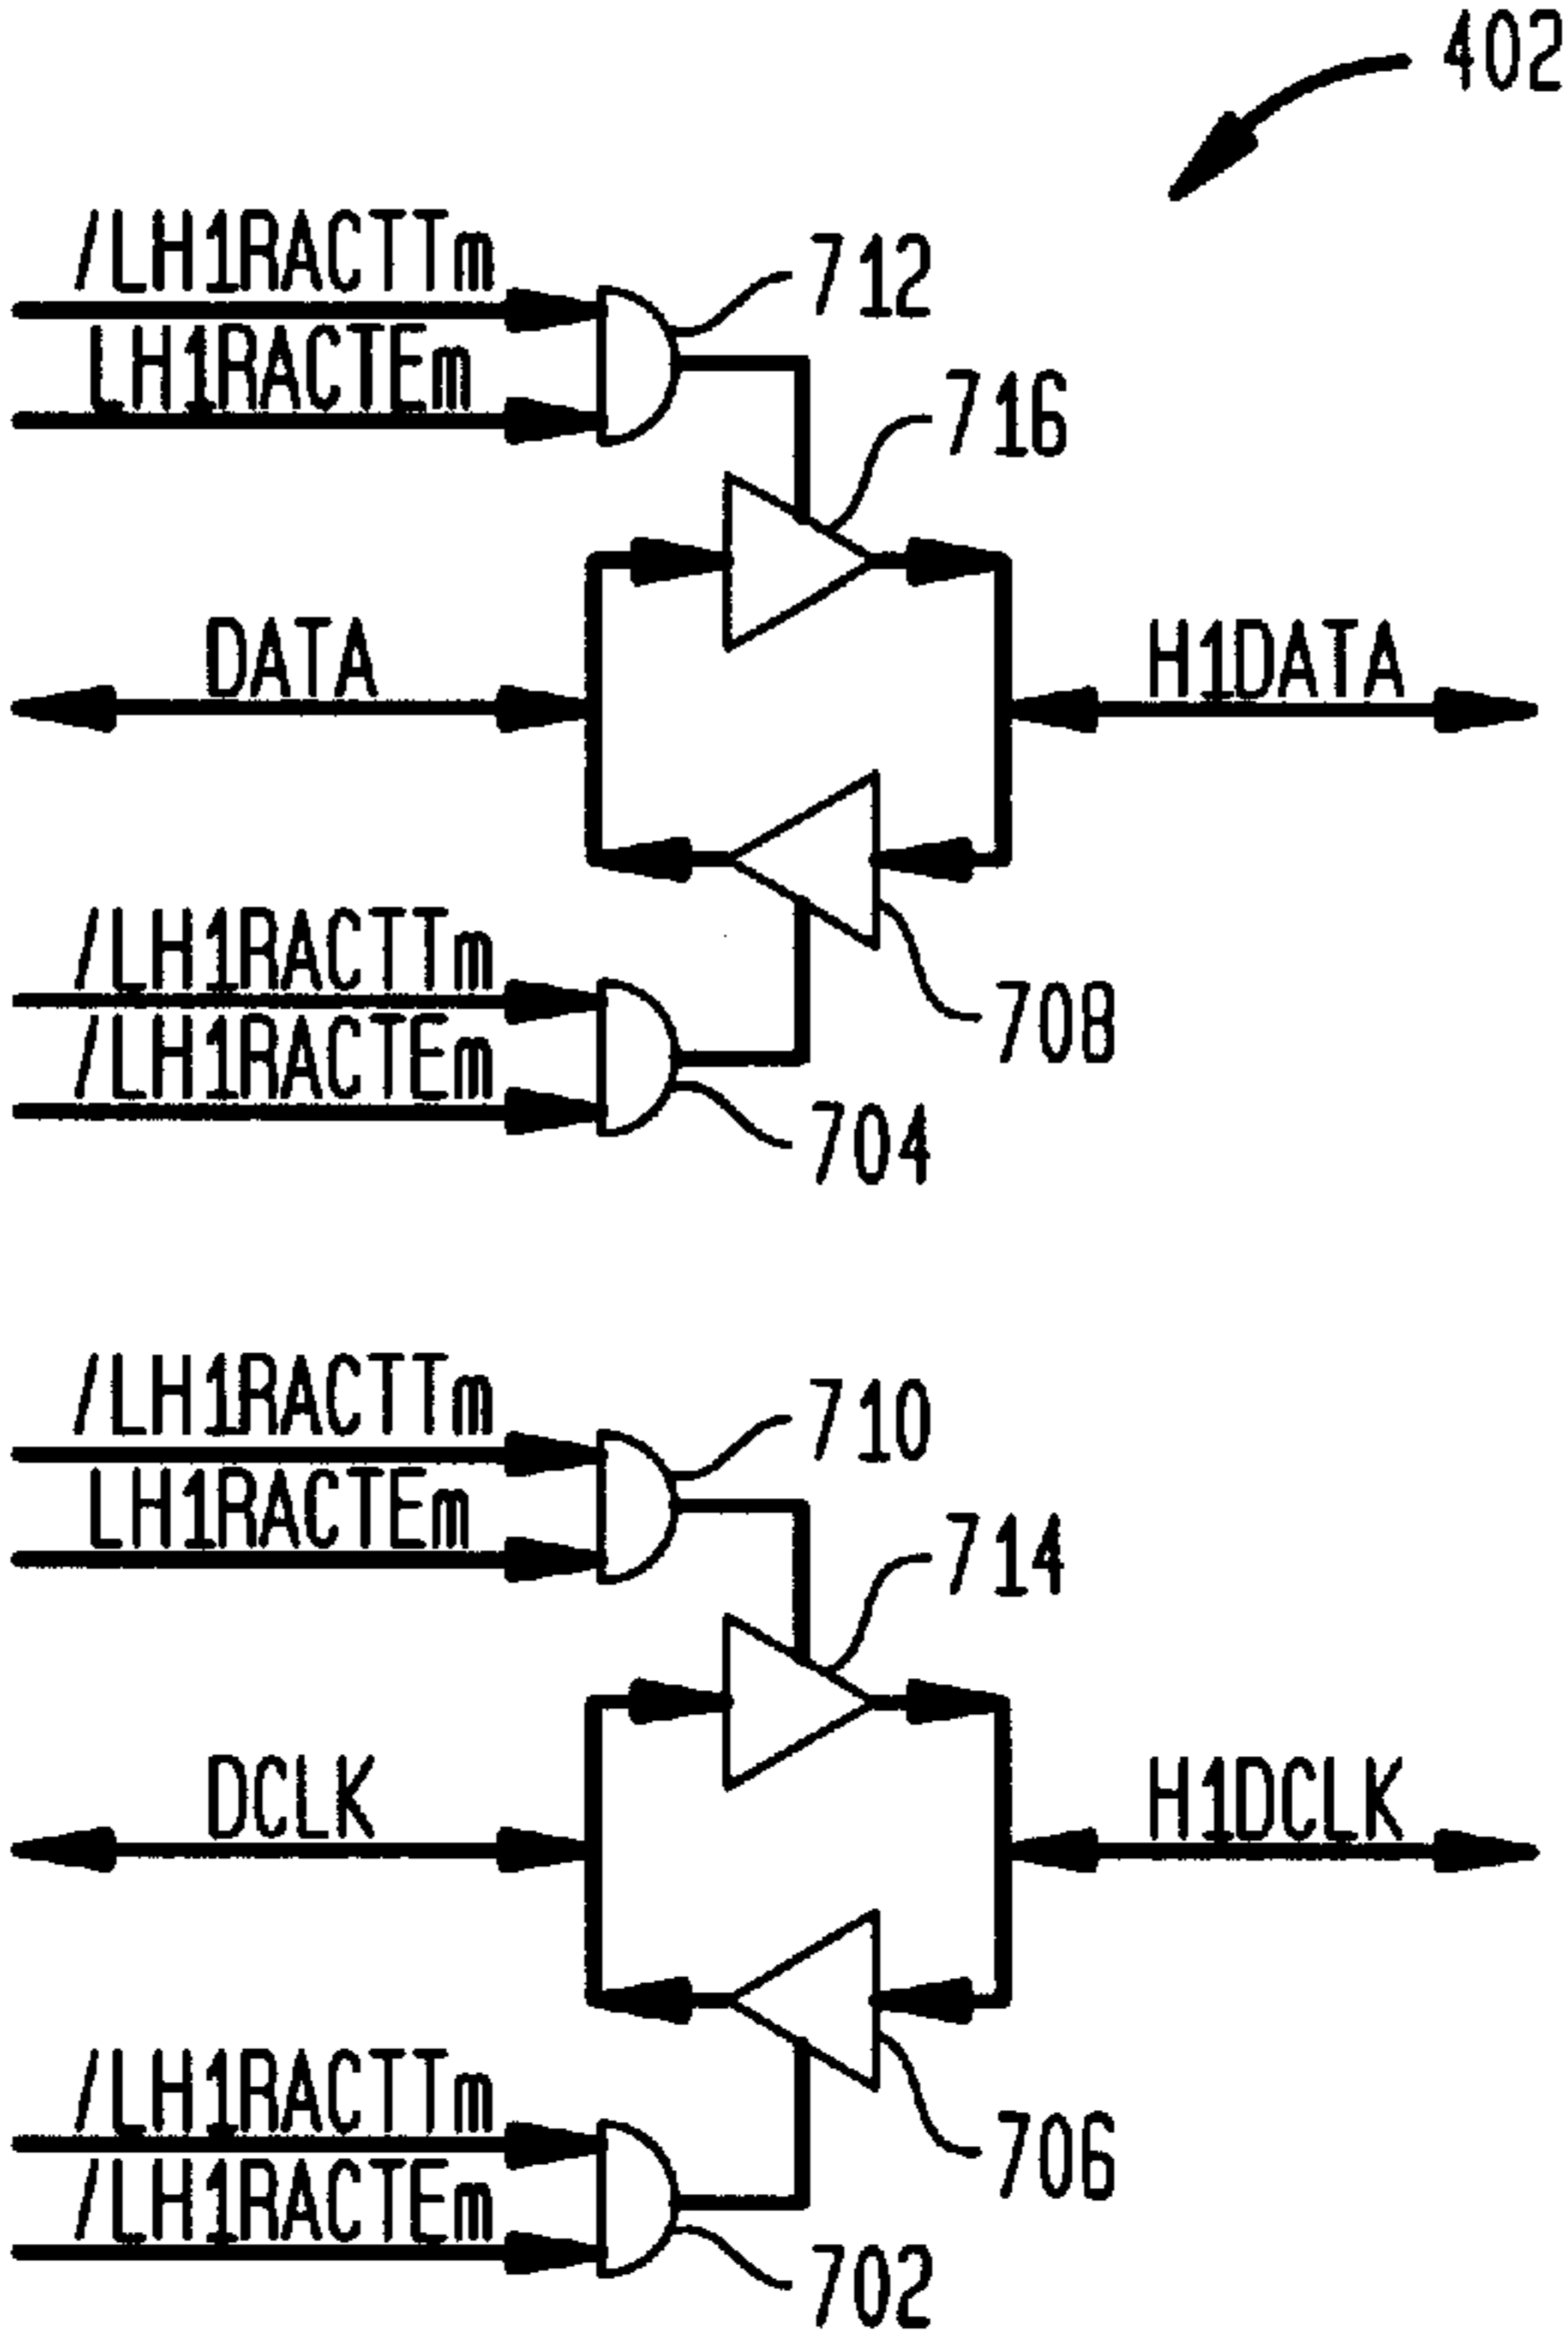 402
/LH1RACTTm
712
LH1RACTEm
716
DATA
H1DATA
/LH1RACTTm
708
/LH1RACTEm
704
/LH1RACTTm
710
LH1RACTEm
714
DCLK
H1DCLK
/LH1RACTTm
706
/LH1RACTEm
702